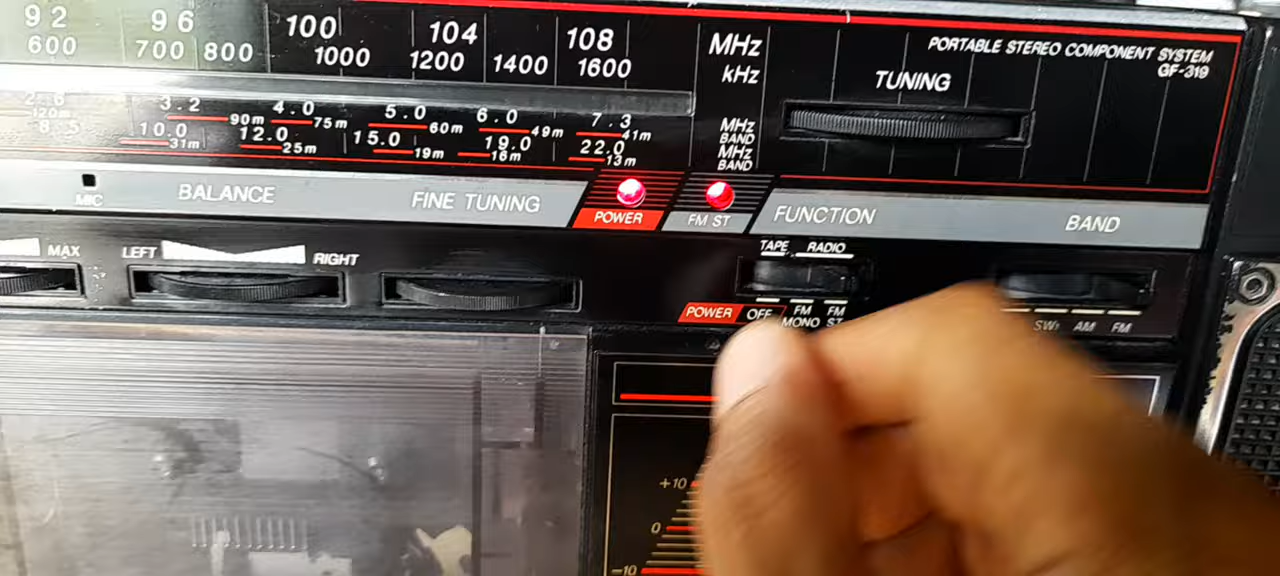 92 96 100 104 108 MHz
600 700 800 1000 1200 1400 1600 kHz
PORTABLE STEREO COMPONENT SYSTEM
GF-319
TUNING
3.2 4.0 5.0 6.0 7.3 MHz
120m 90m 75m 60m 49m 41m BAND
8.5 10.0 12.0 15.0 19.0 22.0 MHz
31m 25m 19m 16m 13m BAND
MIC BALANCE FINE TUNING POWER FM ST FUNCTION BAND
MAX LEFT RIGHT TAPE RADIO
POWER OFF FM MONO FM ST SW1 AM FM
+10
0
-10